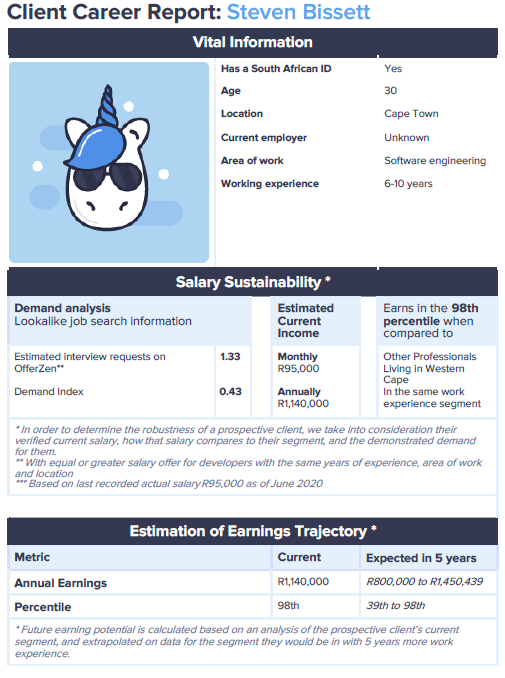 Client Career Report: Steven Bissett
Vital Information
Has a South African ID Yes
Age 30
Location Cape Town
Current employer Unknown
Area of work Software engineering
Working experience 6-10 years
Salary Sustainability *
Demand analysis
Lookalike job search information
Estimated
Current
Income
Earns in the 98th
percentile when
compared to
Estimated interview requests on
OfferZen**
1.33
Demand Index 0.43
Monthly
R95,000
Annually
R1,140,000
Other Professionals
Living in Western
Cape
In the same work
experience segment
* In order to determine the robustness of a prospective client, we take into consideration their
verified current salary, how that salary compares to their segment, and the demonstrated demand
for them.
** With equal or greater salary offer for developers with the same years of experience, area of work
and location
*** Based on last recorded actual salary R95,000 as of June 2020
Estimation of Earnings Trajectory *
Metric Current Expected in 5 years
Annual Earnings R1,140,000 R800,000 to R1,450,439
Percentile 98th 39th to 98th
* Future earning potential is calculated based on an analysis of the prospective client's current
segment, and extrapolated on data for the segment they would be in with 5 years more work
experience.